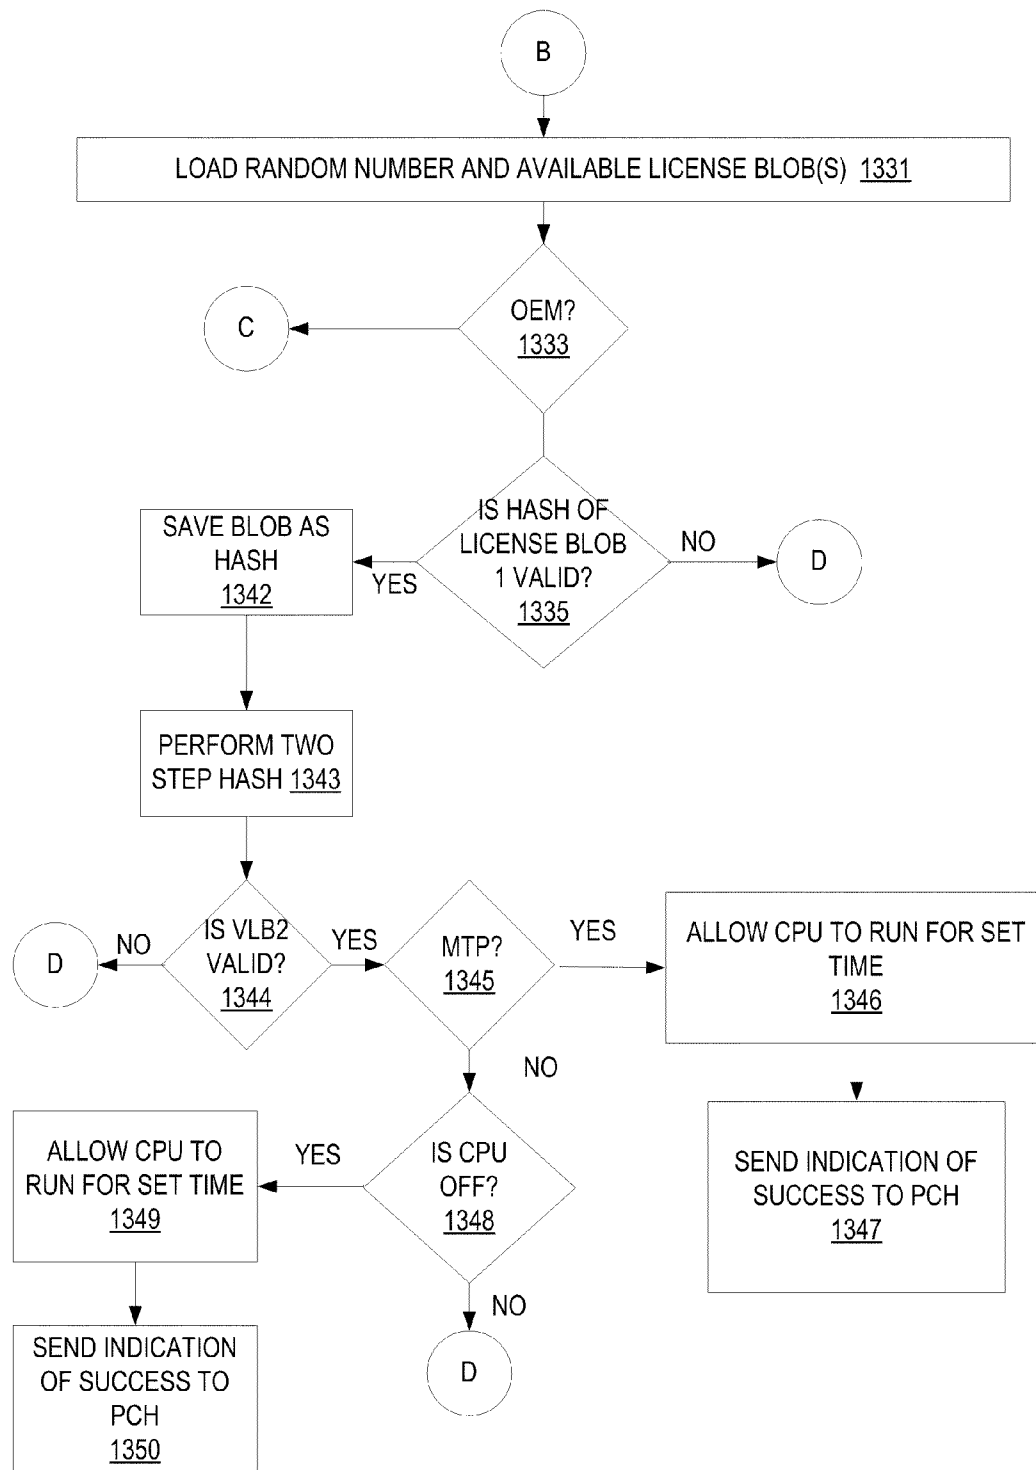 B
LOAD RANDOM NUMBER AND AVAILABLE LICENSE BLOB(S) 1331
OEM?
1333
C
IS HASH OF
LICENSE BLOB
1 VALID?
1335
NO
D
YES
SAVE BLOB AS
HASH
1342
PERFORM TWO
STEP HASH 1343
IS VLB2
VALID?
1344
NO
D
YES
MTP?
1345
YES
ALLOW CPU TO RUN FOR SET
TIME
1346
SEND INDICATION OF
SUCCESS TO PCH
1347
NO
IS CPU
OFF?
1348
YES
ALLOW CPU TO
RUN FOR SET TIME
1349
SEND INDICATION
OF SUCCESS TO
PCH
1350
NO
D